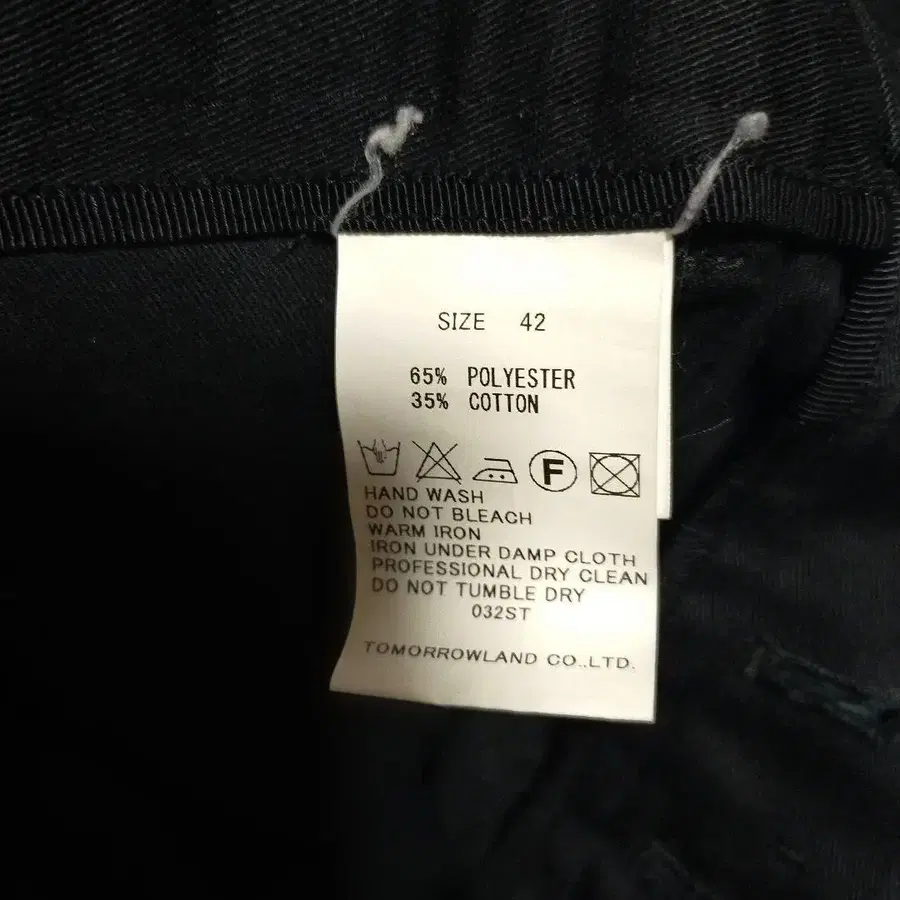 SIZE 42
65% POLYESTER
35% COTTON
F
HAND WASH
DO NOT BLEACH
WARM IRON
IRON UNDER DAMP CLOTH
PROFESSIONAL DRY CLEAN
DO NOT TUMBLE DRY
032ST
TOMORROWLAND CO.,LTD.